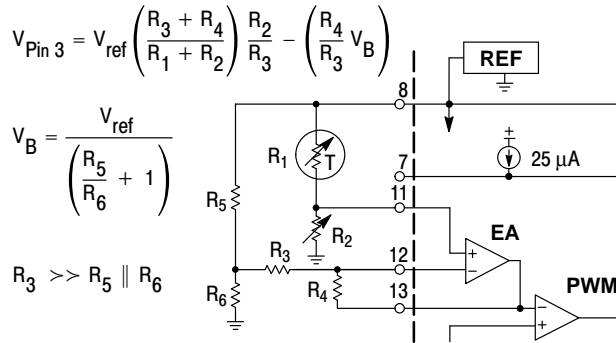 V_Pin 3 = V_ref ( (R_3 + R_4) / (R_1 + R_2) ) R_2 / R_3 − ( R_4 / R_3 V_B )
V_B = V_ref / ( R_5 / R_6 + 1 )
R_3 >> R_5 ∥ R_6
REF
8
R_1
T
7
25 µA
11
R_5
R_2
EA
+
−
R_3
12
R_6
R_4
13
PWM
−
+